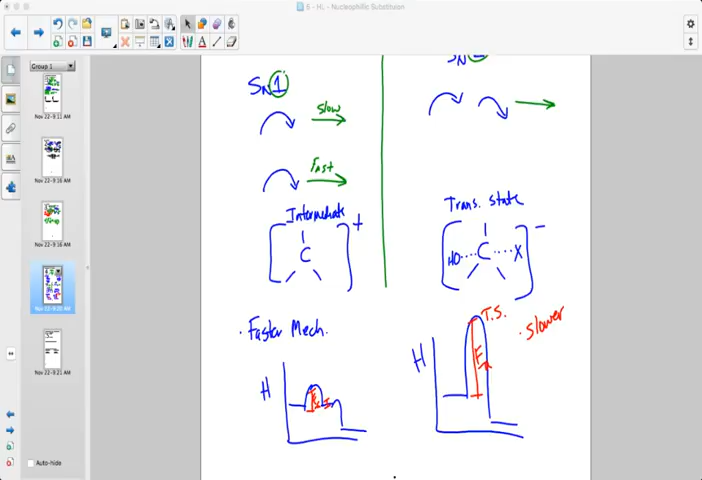 6 - H. - Nucleophillic Substituion
Group 1
Nov 22-9:11 AM
Nov 22-9:16 AM
Nov 22-9:16 AM
Nov 22-9:20 AM
Nov 22-9:21 AM
Auto-hide
SN1
Slow
Fast
Intermediate
[ C ]+
· Faster Mech.
H
SN2
Trans. state
[ HO····C····X ]−
T.S.
· slower
H
E